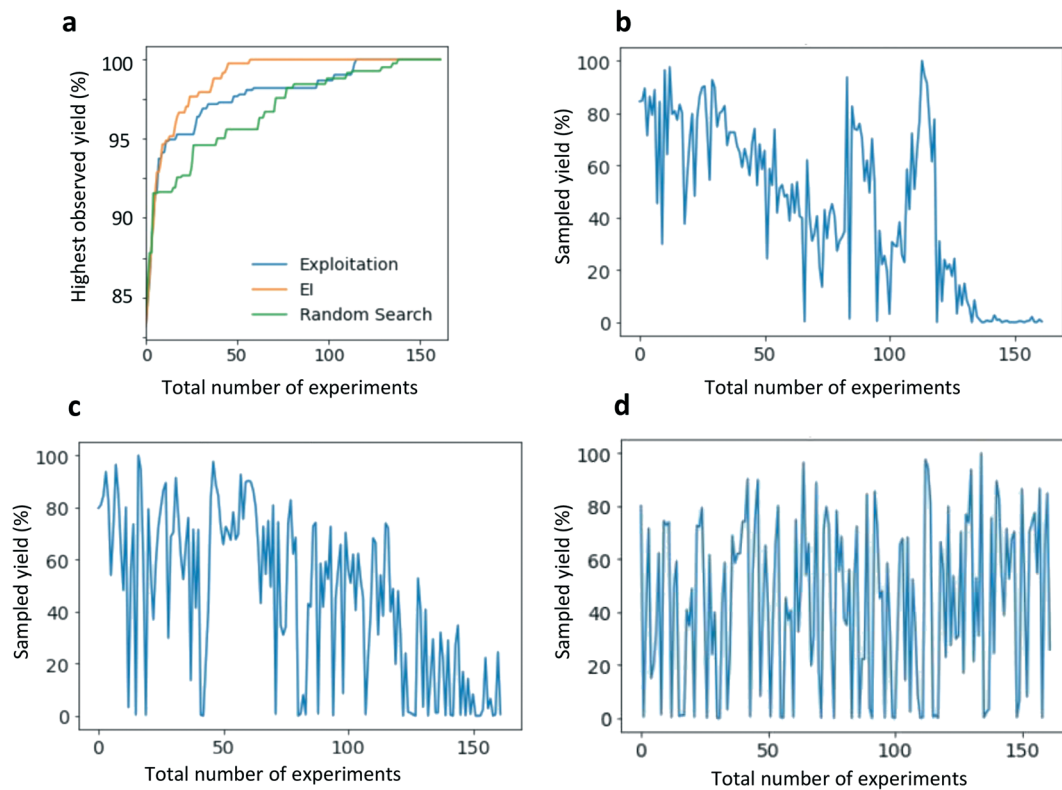 a
Highest observed yield (%)
100
95
90
85
Exploitation
EI
Random Search
0
50
100
150
Total number of experiments
b
Sampled yield (%)
100
80
60
40
20
0
0
50
100
150
Total number of experiments
c
Sampled yield (%)
100
80
60
40
20
0
0
50
100
150
Total number of experiments
d
Sampled yield (%)
100
80
60
40
20
0
0
50
100
150
Total number of experiments